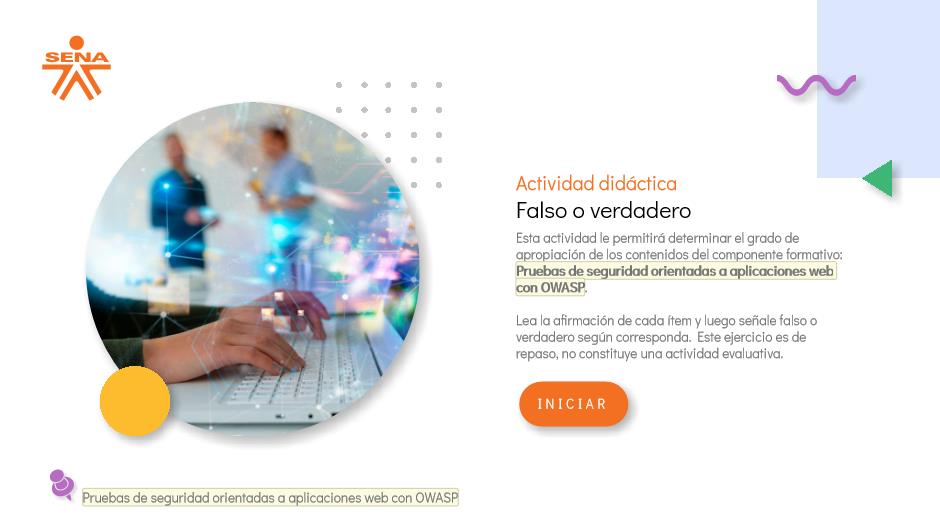 SENA
Actividad didáctica
Falso o verdadero
Esta actividad le permitirá determinar el grado de
apropiación de los contenidos del componente formativo:
Pruebas de seguridad orientadas a aplicaciones web
con OWASP.
Lea la afirmación de cada ítem y luego señale falso o
verdadero según corresponda. Este ejercicio es de
repaso, no constituye una actividad evaluativa.
INICIAR
Pruebas de seguridad orientadas a aplicaciones web con OWASP